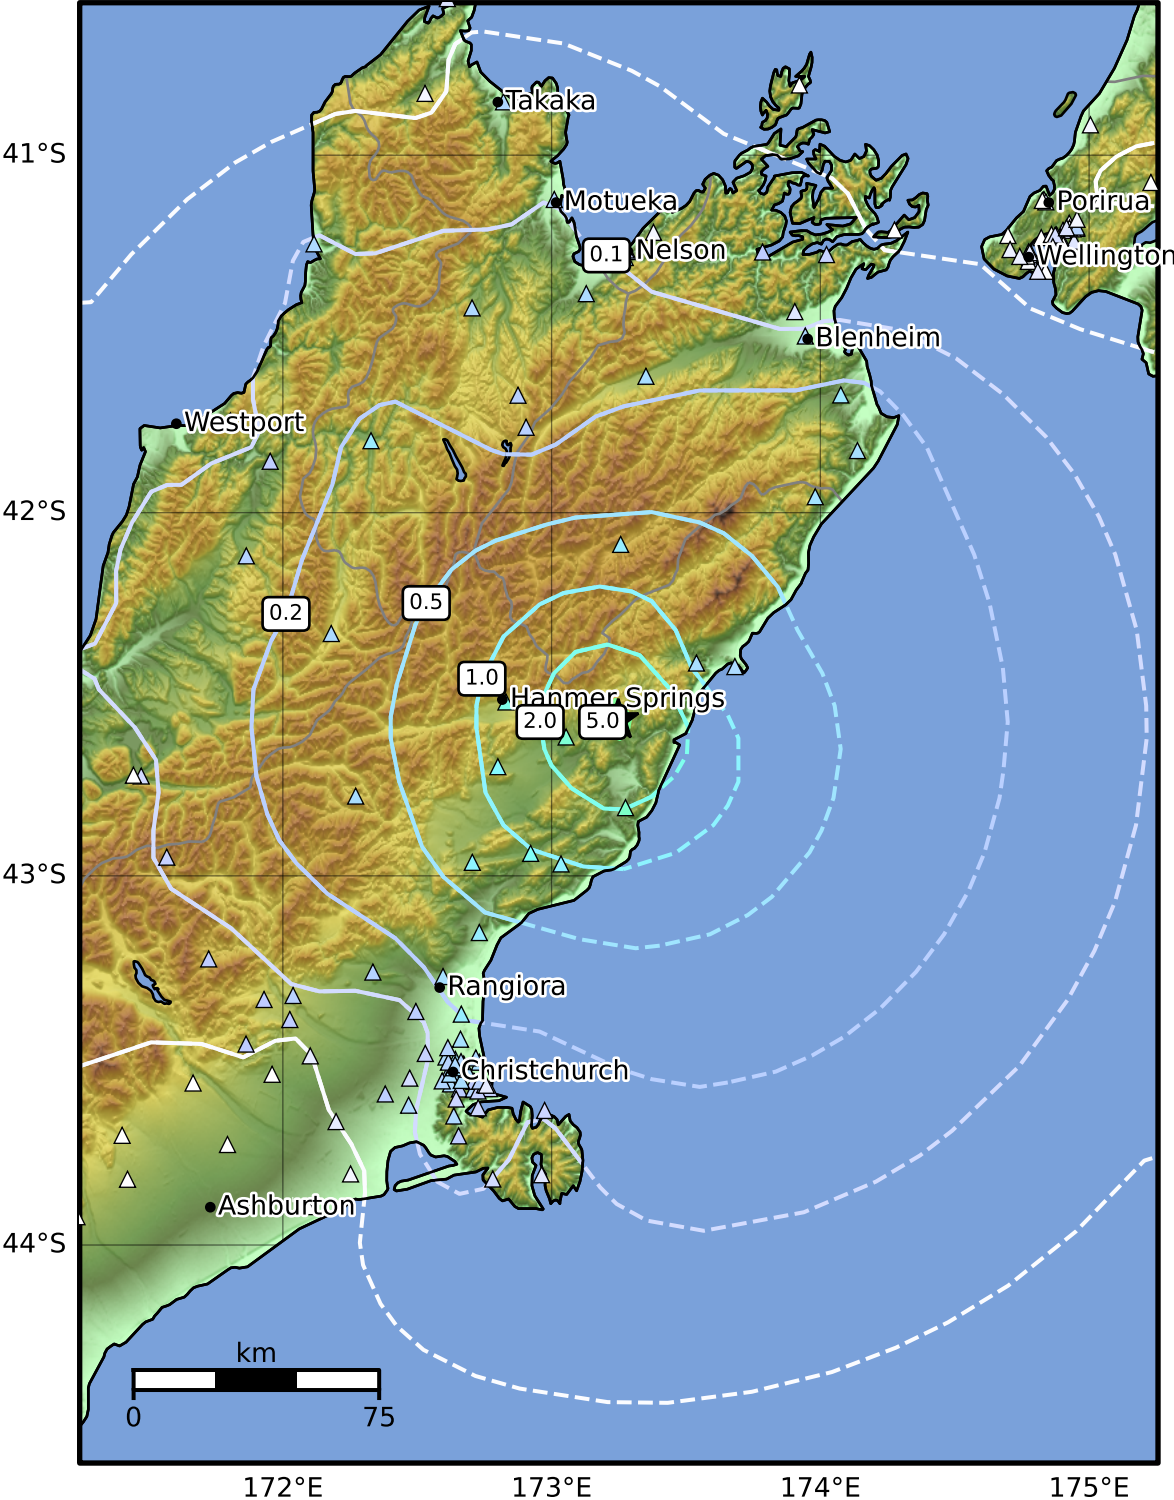 Takaka
41°S
Motueka
Porirua
0.1
Nelson
Wellington
Blenheim
Westport
42°S
0.2
0.5
1.0
Hanmer Springs
2.0
5.0
43°S
Rangiora
Christchurch
Ashburton
44°S
km
0
75
172°E
173°E
174°E
175°E